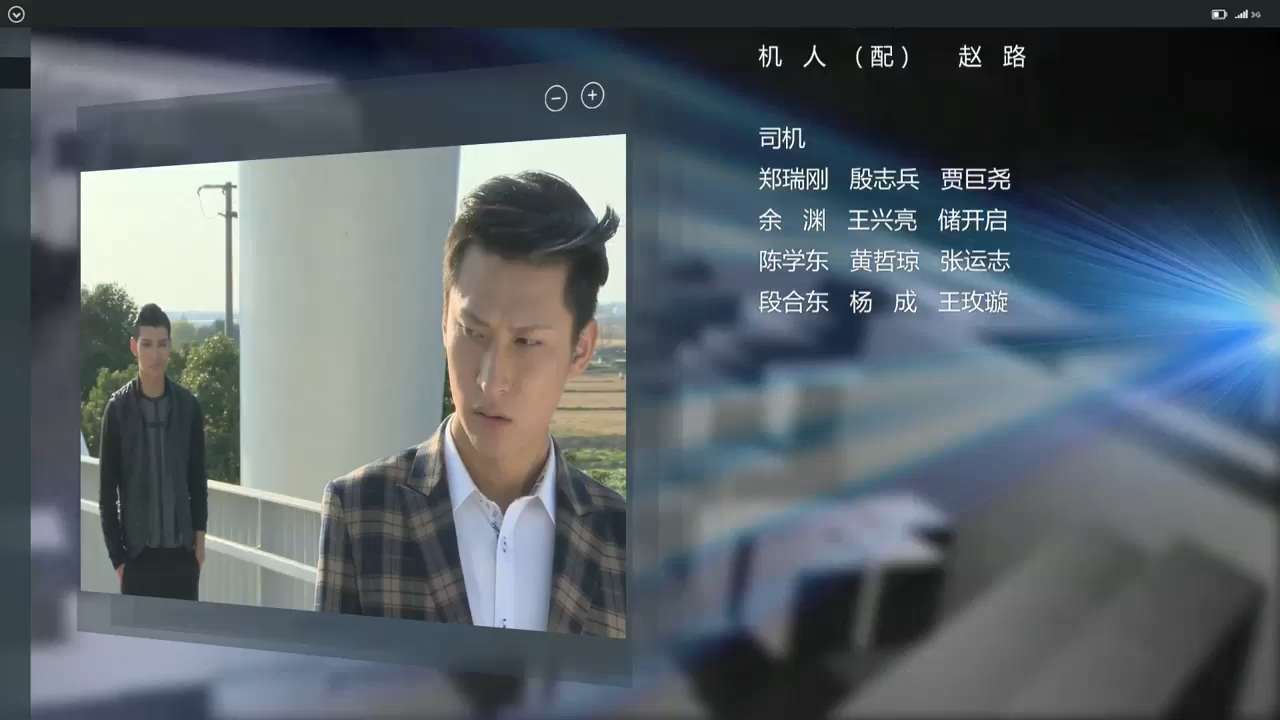 3G
机 人 （配） 赵 路
司机
郑瑞刚 殷志兵 贾巨尧
余 渊 王兴亮 储开启
陈学东 黄哲琼 张运志
段合东 杨 成 王玫璇